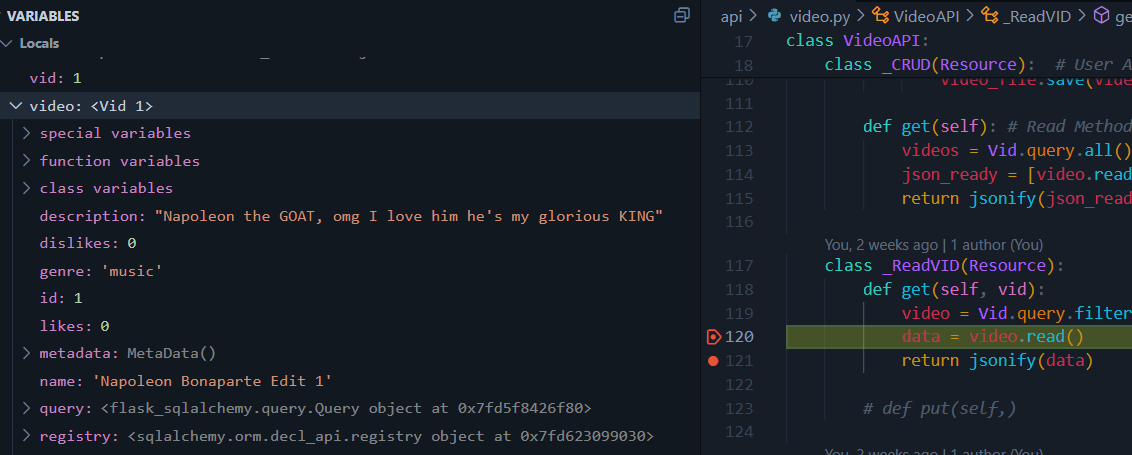 VARIABLES
Locals
vid: 1
video: <Vid 1>
special variables
function variables
class variables
description: "Napoleon the GOAT, omg I love him he's my glorious KING"
dislikes: 0
genre: 'music'
id: 1
likes: 0
metadata: MetaData()
name: 'Napoleon Bonaparte Edit 1'
query: <flask_sqlalchemy.query.Query object at 0x7fd5f8426f80>
registry: <sqlalchemy.orm.decl_api.registry object at 0x7fd623099030>
api > video.py > VideoAPI > _ReadVID > ge
17 class VideoAPI:
18 class _CRUD(Resource): # User A
110 video_file.save(vide
111
112 def get(self): # Read Method
113 videos = Vid.query.all()
114 json_ready = [video.read
115 return jsonify(json_read
116
You, 2 weeks ago | 1 author (You)
117 class _ReadVID(Resource):
118 def get(self, vid):
119 video = Vid.query.filter
120 data = video.read()
121 return jsonify(data)
122
123 # def put(self,)
124
You, 2 weeks ago | 1 author (You)